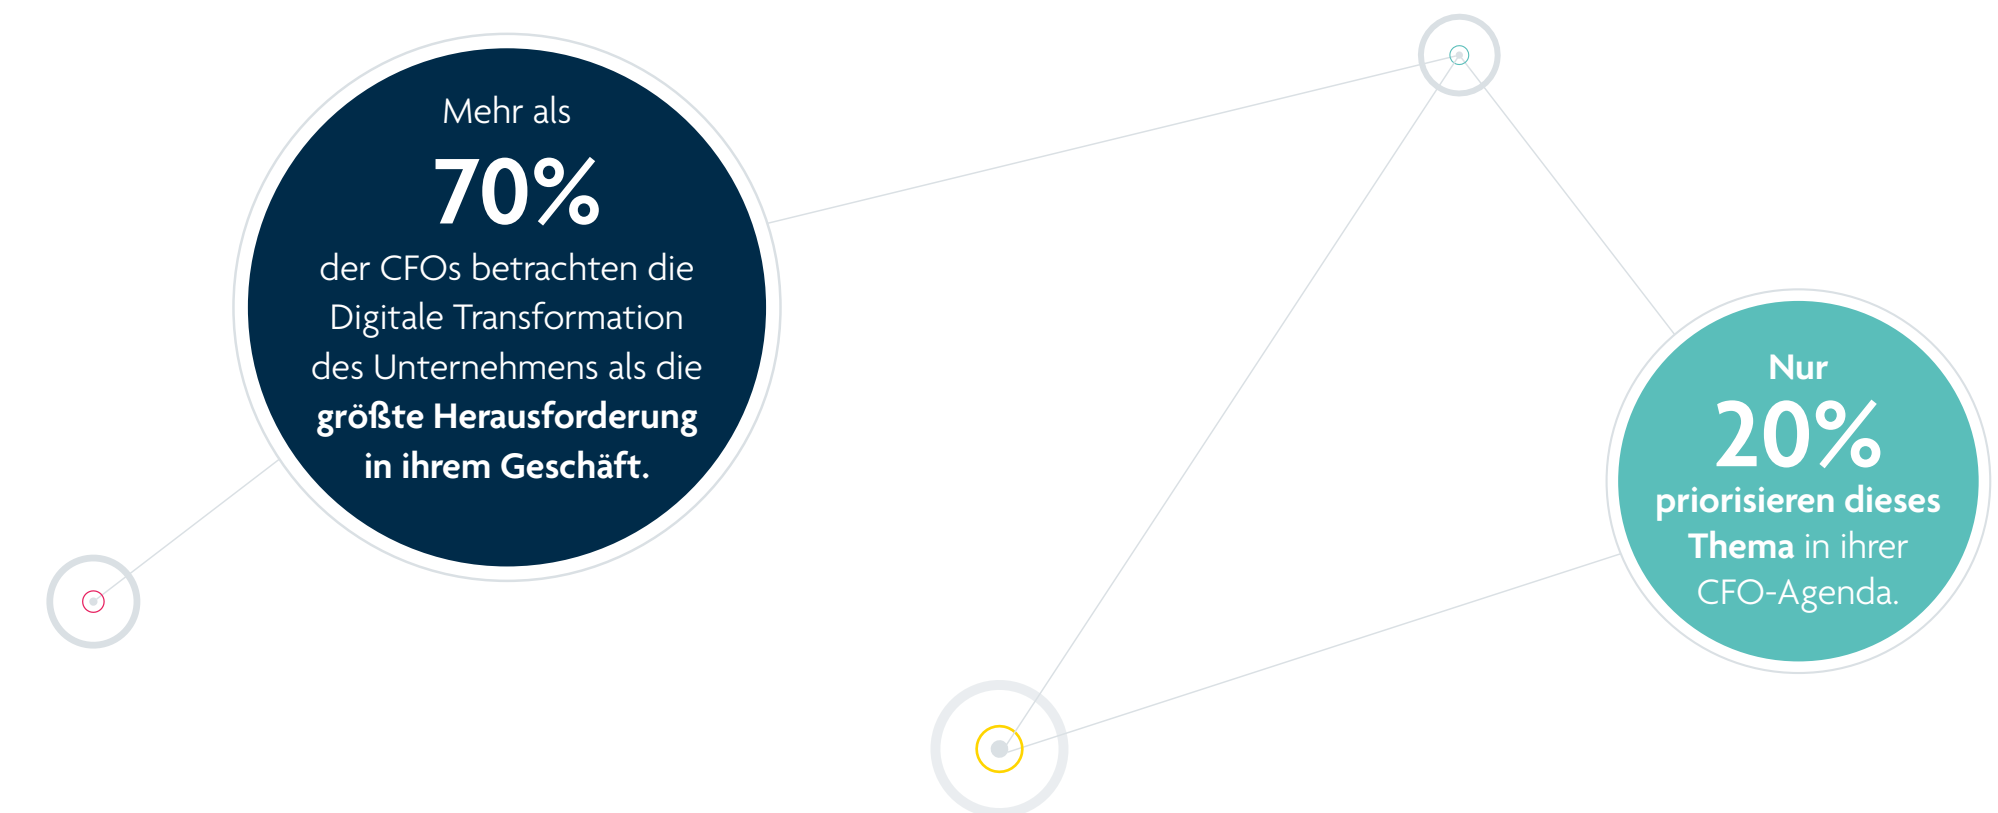 Mehr als
70%
der CFOs betrachten die
Digitale Transformation
des Unternehmens als die
größte Herausforderung
in ihrem Geschäft.
Nur
20%
priorisieren dieses
Thema in ihrer
CFO-Agenda.